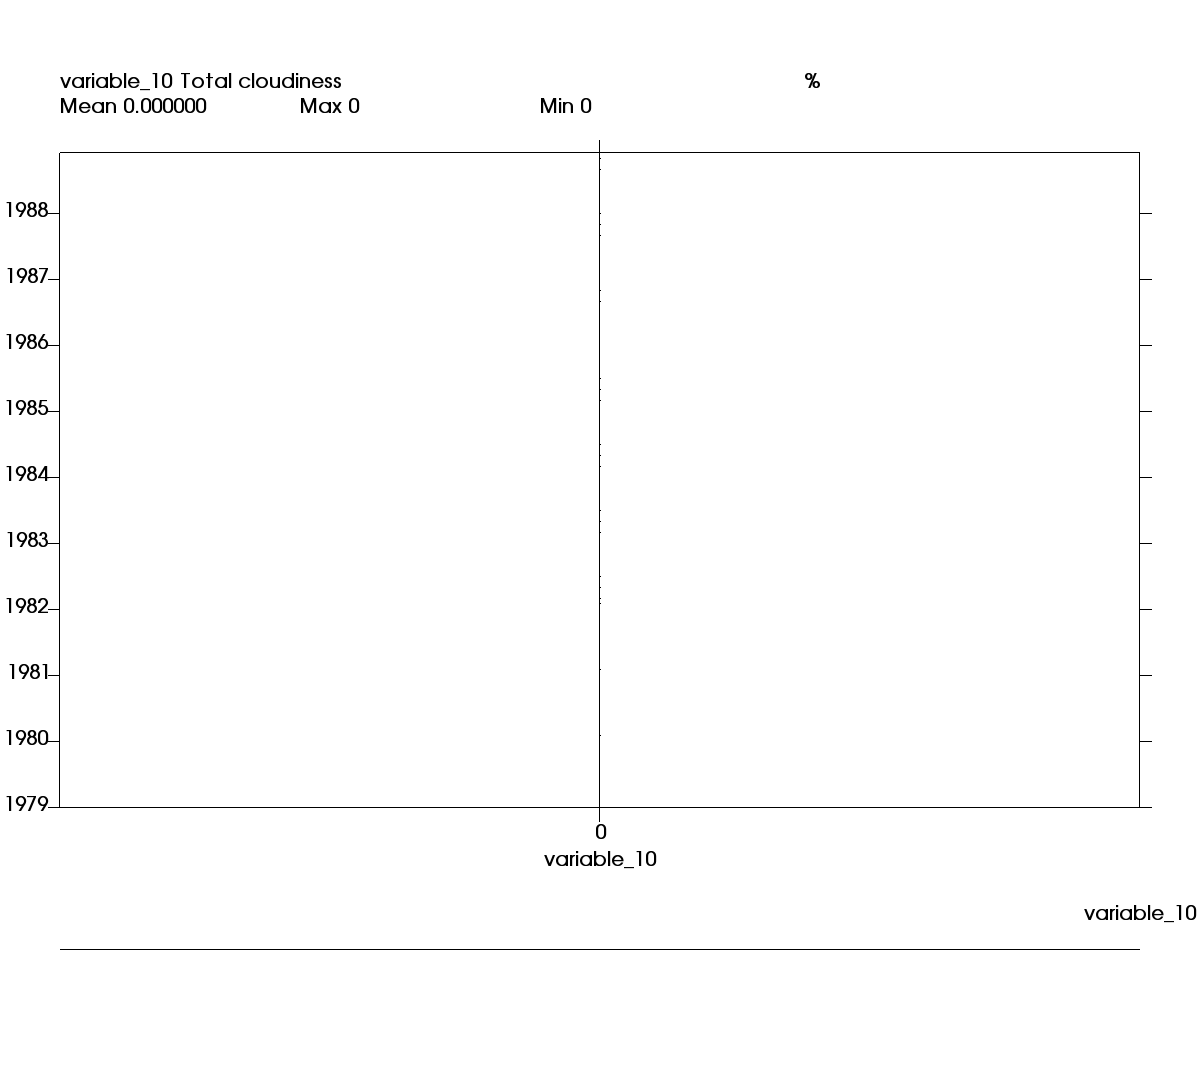 variable_10 Total cloudiness %
Mean 0.000000 Max 0 Min 0
1988
1987
1986
1985
1984
1983
1982
1981
1980
1979
0
variable_10
variable_10